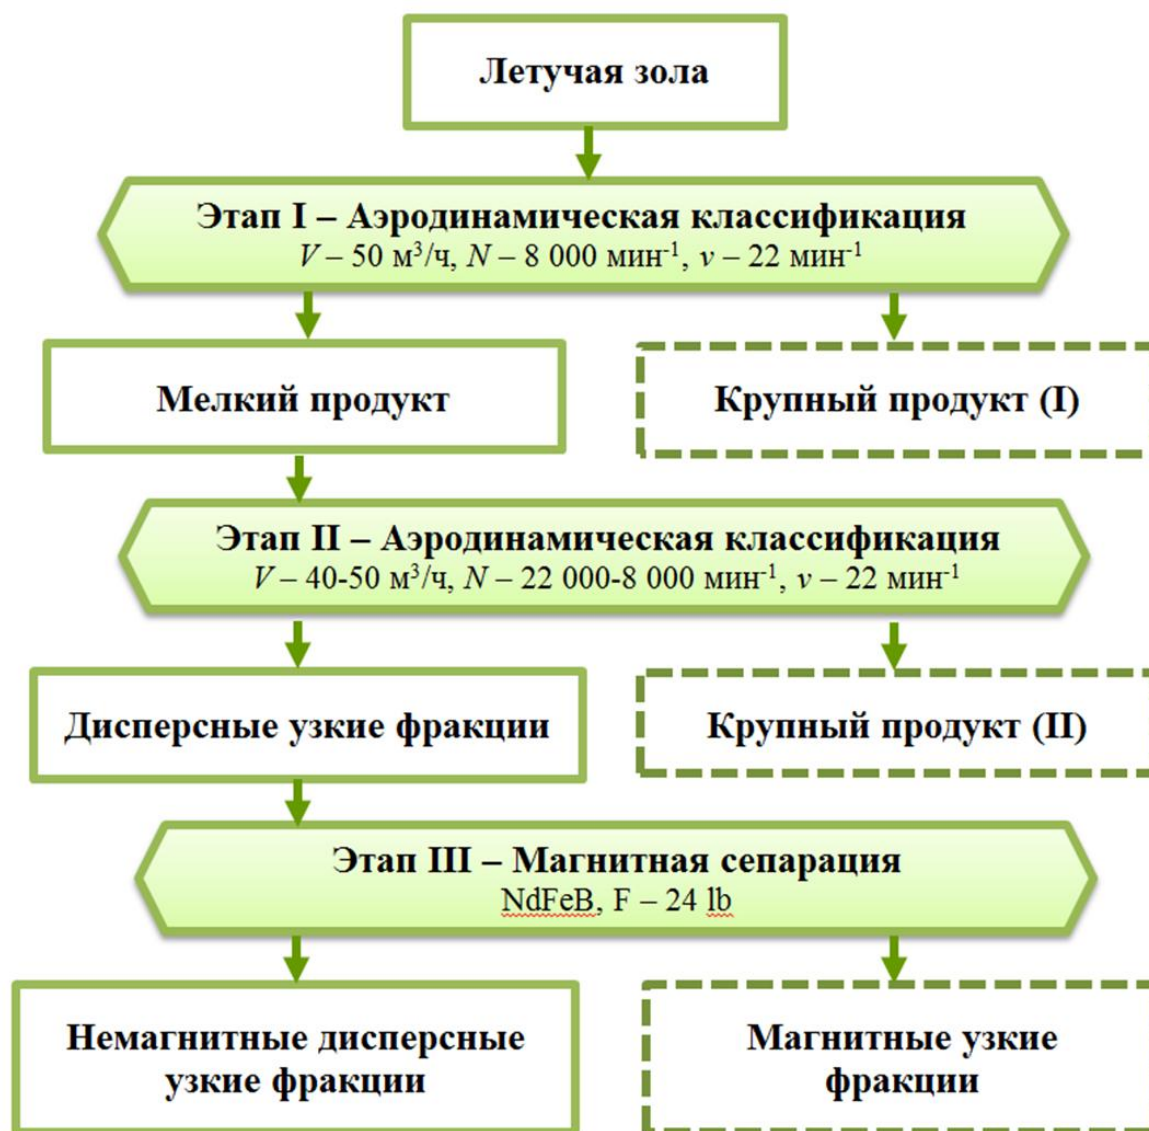 Летучая зола
Этап I – Аэродинамическая классификация
V – 50 м³/ч, N – 8 000 мин⁻¹, ν – 22 мин⁻¹
Мелкий продукт
Крупный продукт (I)
Этап II – Аэродинамическая классификация
V – 40-50 м³/ч, N – 22 000-8 000 мин⁻¹, ν – 22 мин⁻¹
Дисперсные узкие фракции
Крупный продукт (II)
Этап III – Магнитная сепарация
NdFeB, F – 24 lb
Немагнитные дисперсные
узкие фракции
Магнитные узкие
фракции